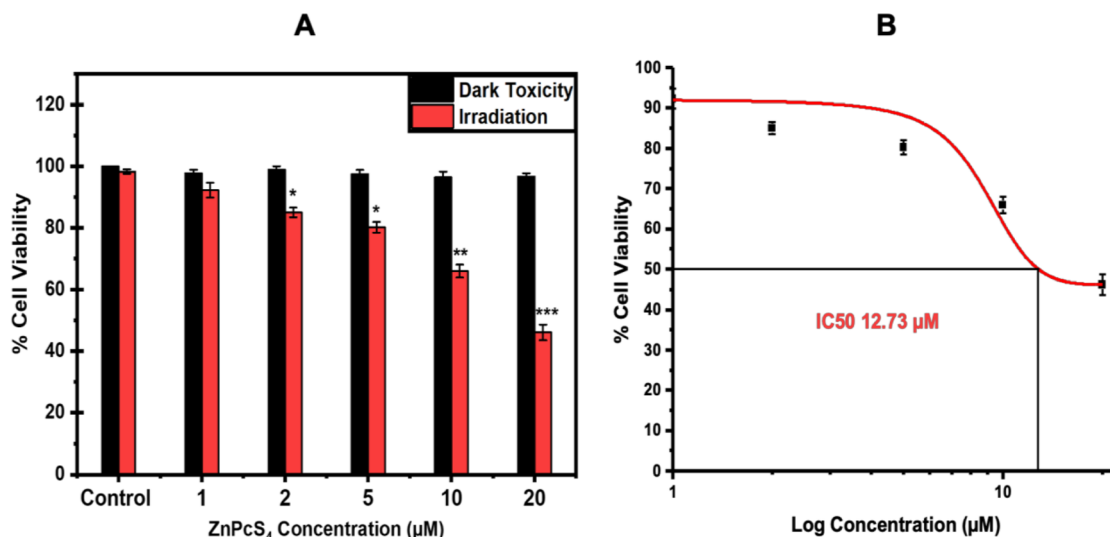 A
B
Dark Toxicity
Irradiation
120
100
80
60
40
20
0
% Cell Viability
*
*
**
***
Control 1 2 5 10 20
ZnPcS₄ Concentration (µM)
100
90
80
70
60
50
40
30
20
10
0
% Cell Viability
IC50 12.73 µM
1 10
Log Concentration (µM)